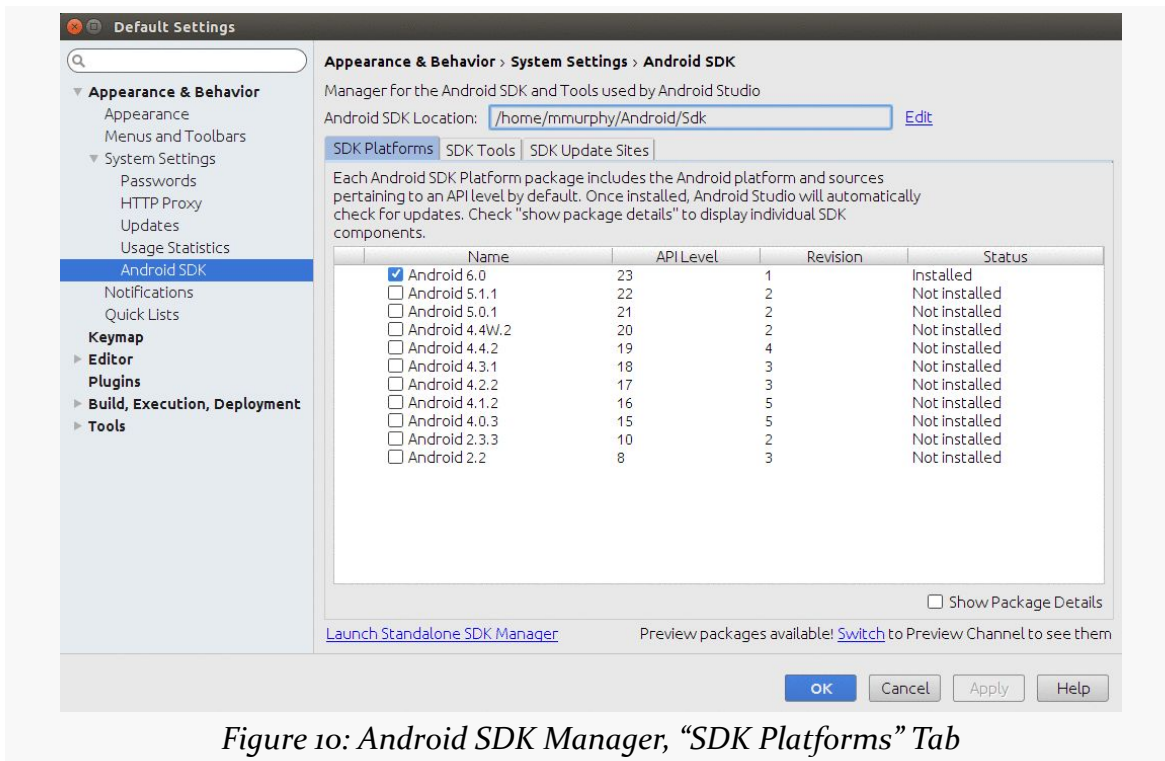 Default Settings
Appearance & Behavior
Appearance
Menus and Toolbars
System Settings
Passwords
HTTP Proxy
Updates
Usage Statistics
Android SDK
Notifications
Quick Lists
Keymap
Editor
Plugins
Build, Execution, Deployment
Tools
Appearance & Behavior › System Settings › Android SDK
Manager for the Android SDK and Tools used by Android Studio
Android SDK Location: /home/mmurphy/Android/Sdk Edit
SDK Platforms SDK Tools SDK Update Sites
Each Android SDK Platform package includes the Android platform and sources
pertaining to an API level by default. Once installed, Android Studio will automatically
check for updates. Check "show package details" to display individual SDK
components.
Name API Level Revision Status
Android 6.0 23 1 Installed
Android 5.1.1 22 2 Not installed
Android 5.0.1 21 2 Not installed
Android 4.4W.2 20 2 Not installed
Android 4.4.2 19 4 Not installed
Android 4.3.1 18 3 Not installed
Android 4.2.2 17 3 Not installed
Android 4.1.2 16 5 Not installed
Android 4.0.3 15 5 Not installed
Android 2.3.3 10 2 Not installed
Android 2.2 8 3 Not installed
Show Package Details
Launch Standalone SDK Manager Preview packages available! Switch to Preview Channel to see them
OK Cancel Apply Help
Figure 10: Android SDK Manager, “SDK Platforms” Tab